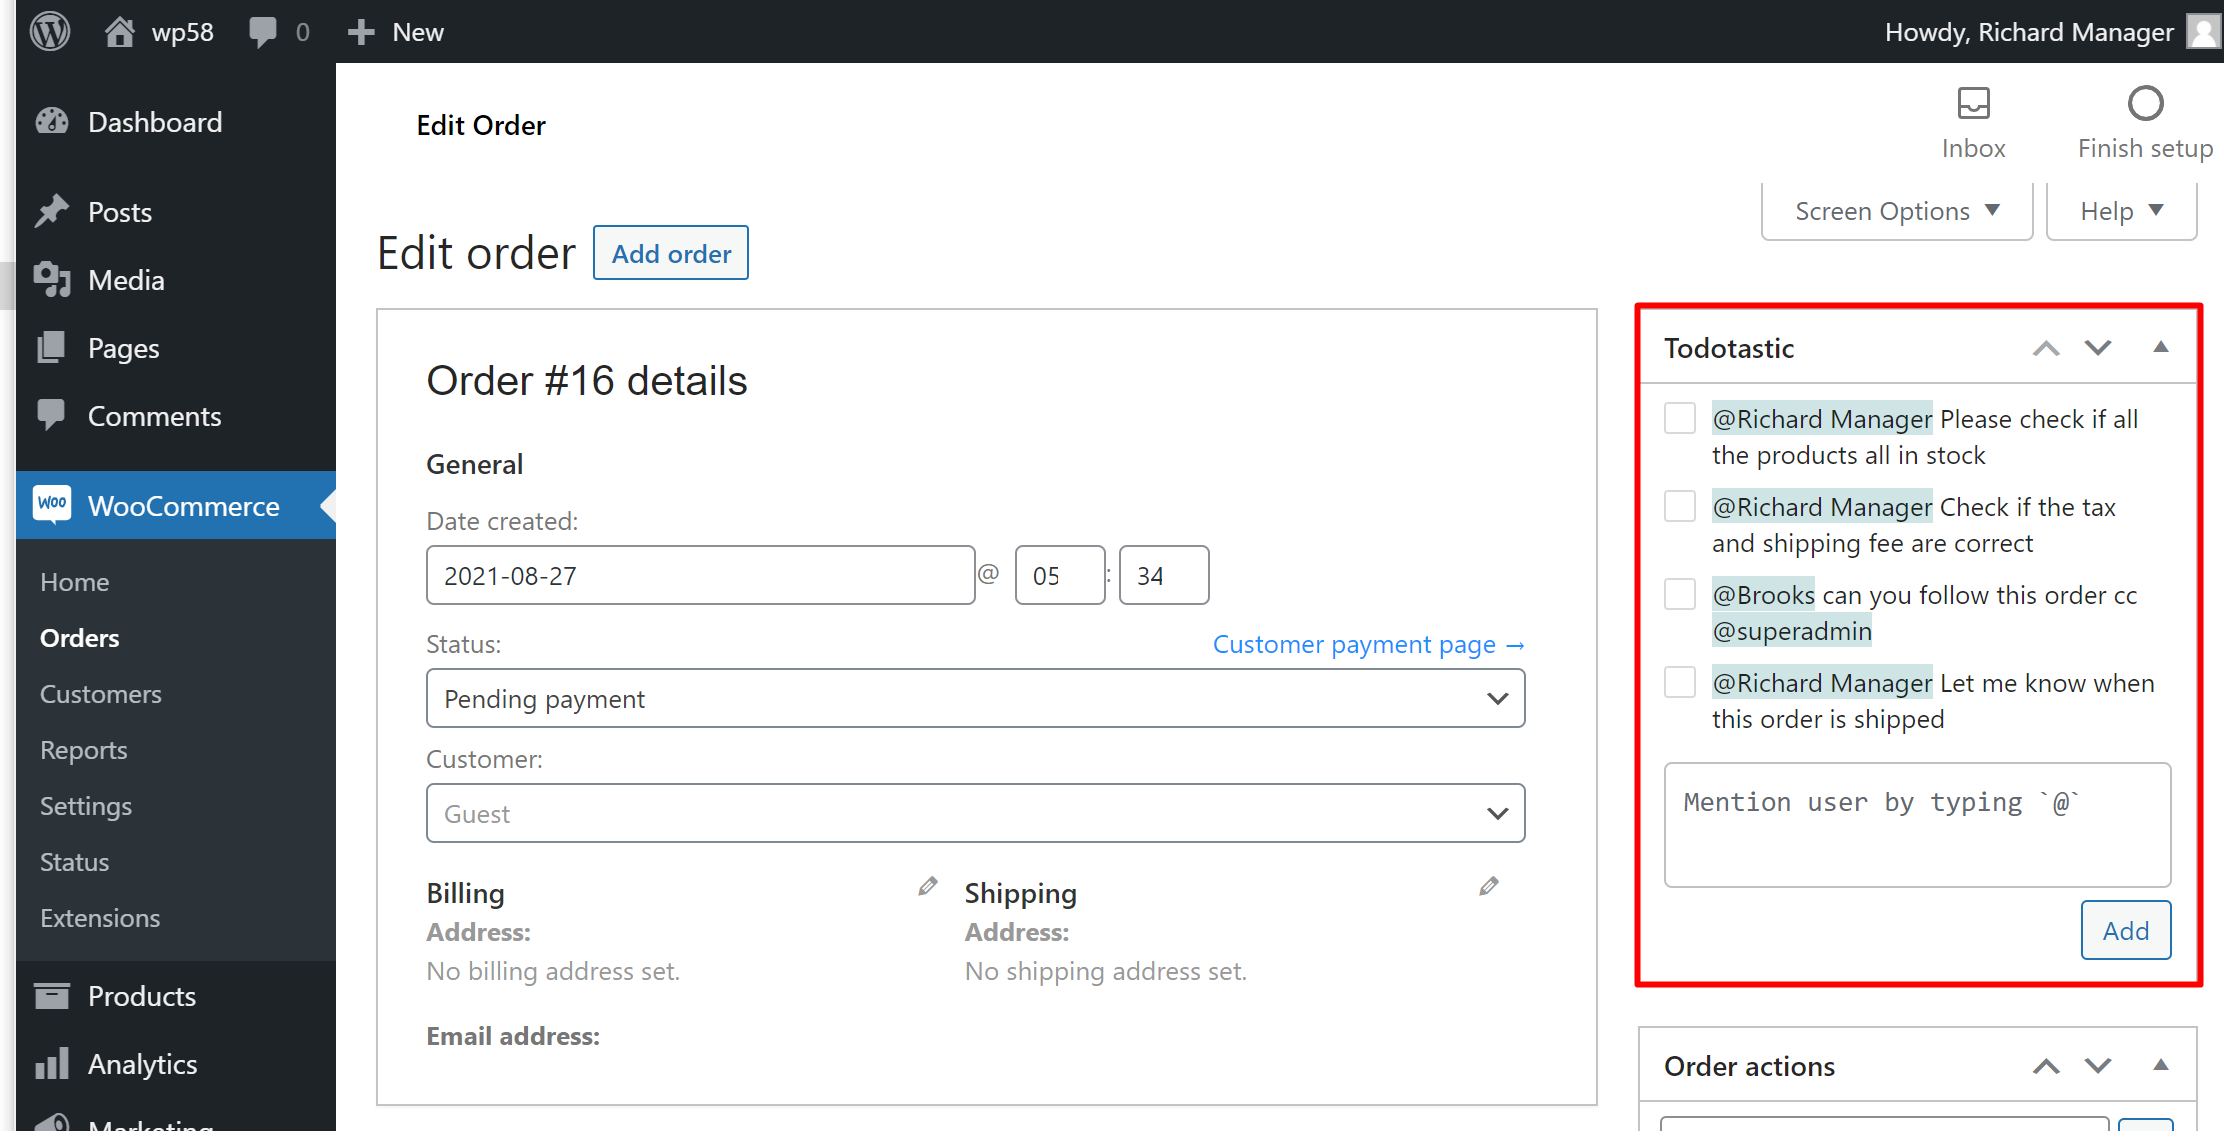 wp58
0
New
Howdy, Richard Manager
Dashboard
Posts
Media
Pages
Comments
Woo
WooCommerce
Home
Orders
Customers
Reports
Settings
Status
Extensions
Products
Analytics
Marketing
Edit Order
Inbox
Finish setup
Screen Options
Help
Edit order
Add order
Order #16 details
General
Date created:
2021-08-27 @ 05 : 34
Status:
Customer payment page →
Pending payment
Customer:
Guest
Billing
Address:
No billing address set.
Shipping
Address:
No shipping address set.
Email address:
Todotastic
@Richard Manager Please check if all
the products all in stock
@Richard Manager Check if the tax
and shipping fee are correct
@Brooks can you follow this order cc
@superadmin
@Richard Manager Let me know when
this order is shipped
Mention user by typing `@`
Add
Order actions